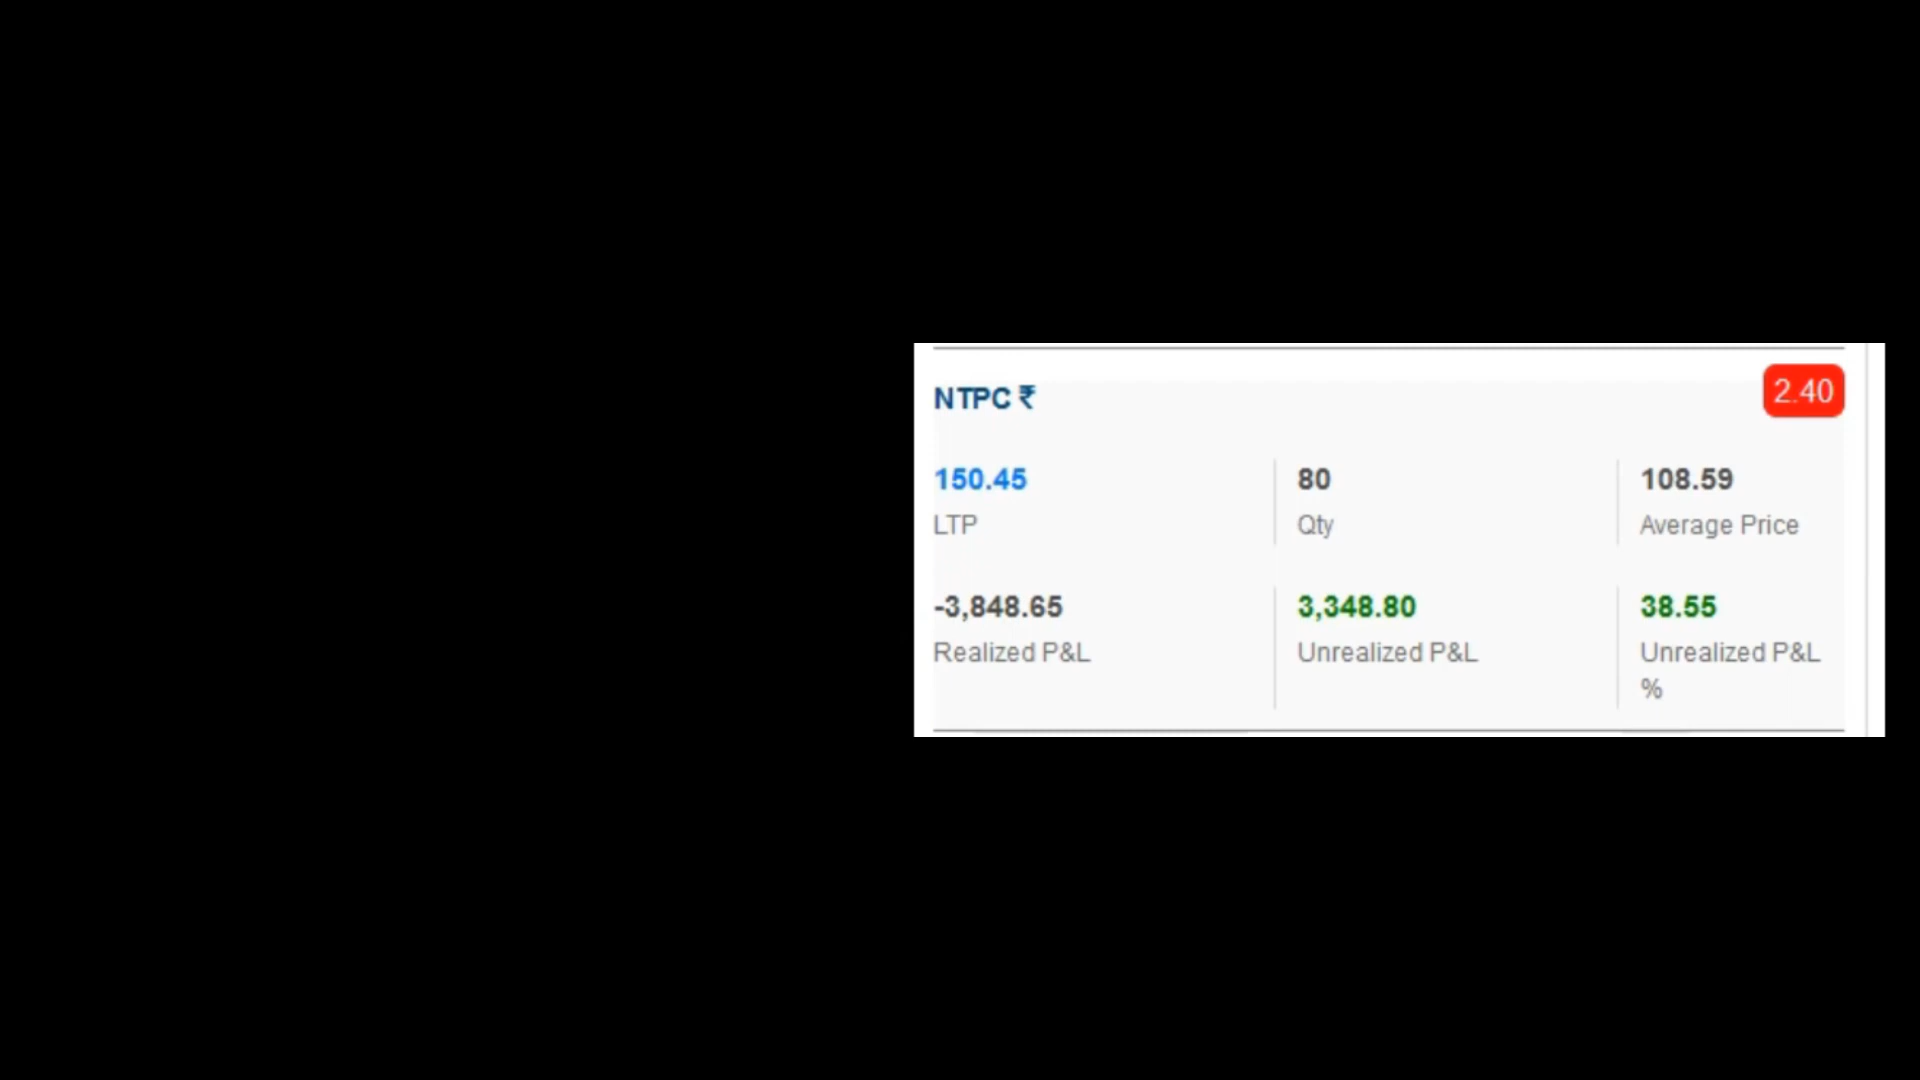 NTPC ₹ 2.40
150.45 80 108.59
LTP Qty Average Price
-3,848.65 3,348.80 38.55
Realized P&L Unrealized P&L Unrealized P&L
%